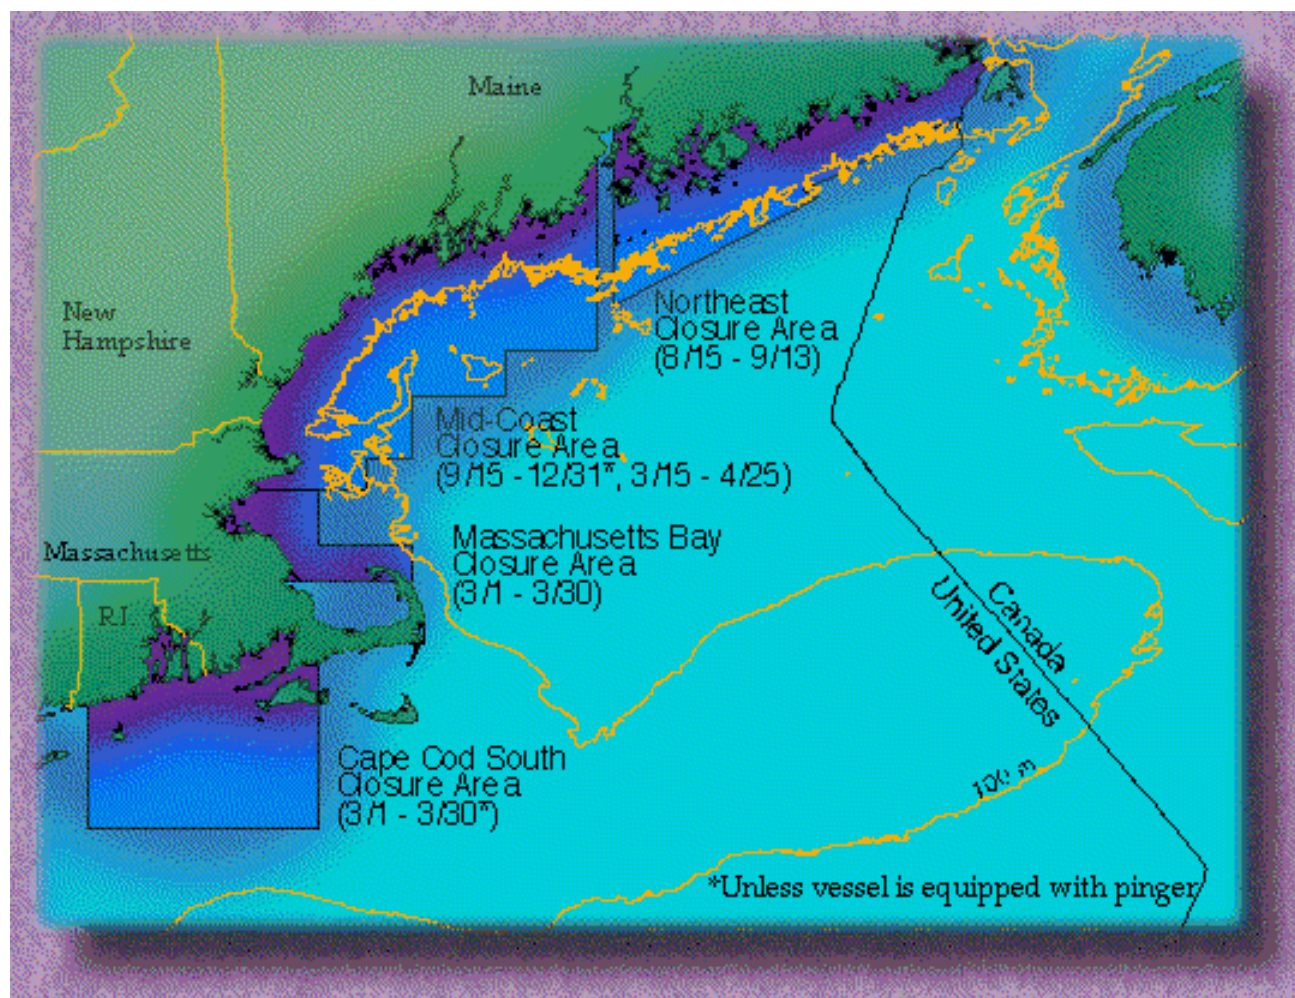 Maine
New
Hampshire
Northeast
Closure Area
(8/15 - 9/13)
Mid-Coast
Closure Area
(9/15 - 12/31*, 3/15 - 4/25)
Massachusetts
Massachusetts Bay
Closure Area
(3/1 - 3/30)
R.I.
Canada
United States
Cape Cod South
Closure Area
(3/1 - 3/30*)
100 m
*Unless vessel is equipped with pinger